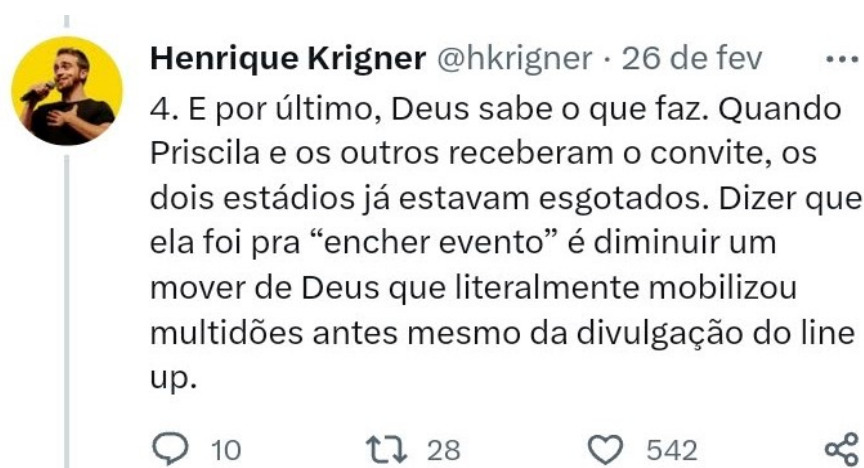 Henrique Krigner @hkrigner · 26 de fev ...
4. E por último, Deus sabe o que faz. Quando
Priscila e os outros receberam o convite, os
dois estádios já estavam esgotados. Dizer que
ela foi pra “encher evento” é diminuir um
mover de Deus que literalmente mobilizou
multidões antes mesmo da divulgação do line
up.
10 28 542